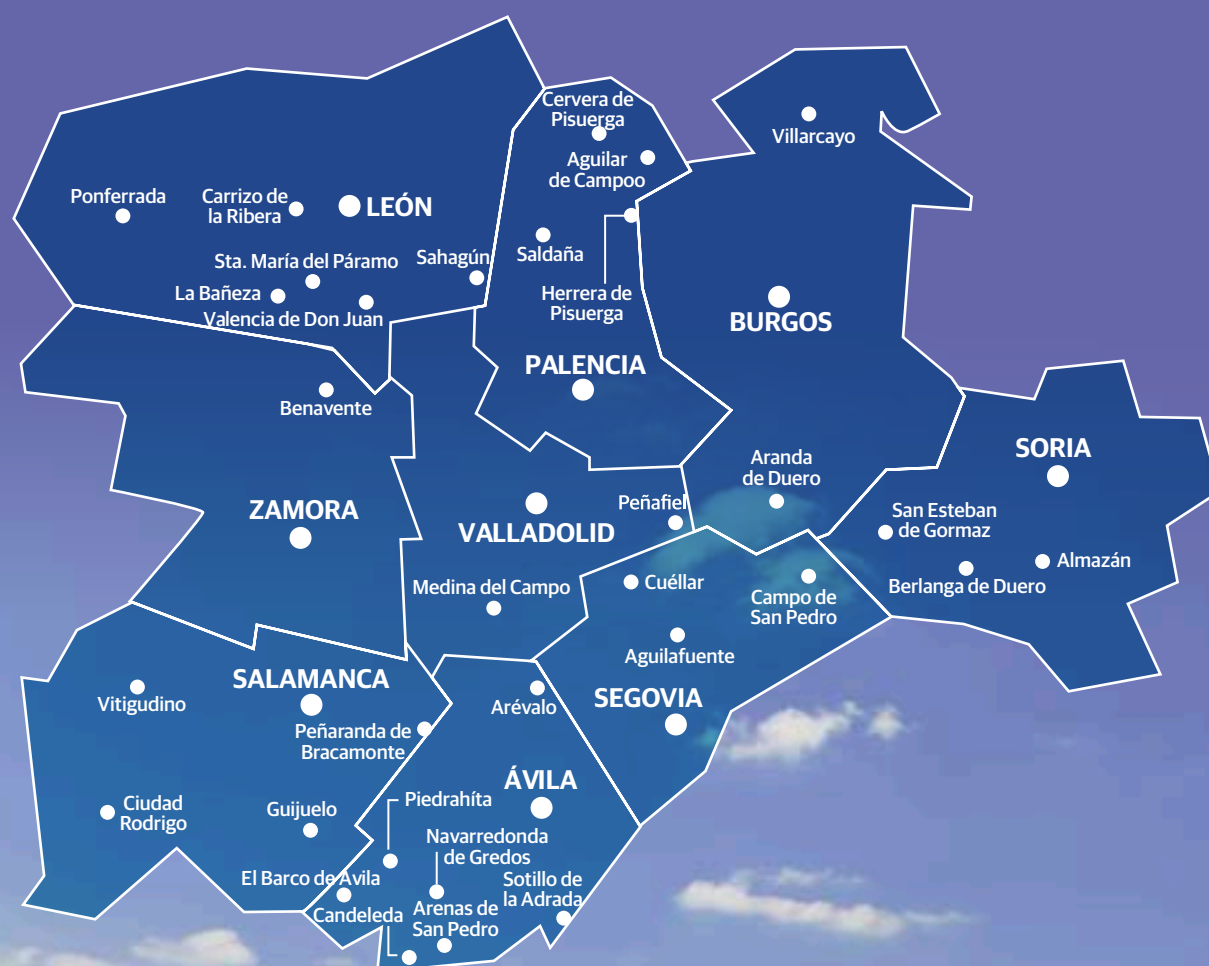 Cervera de
Pisuerga
Villarcayo
Aguilar
de Campoo
Ponferrada
Carrizo de
la Ribera
LEÓN
Saldaña
Sta. María del Páramo
Sahagún
La Bañeza
Valencia de Don Juan
Herrera de
Pisuerga
BURGOS
PALENCIA
Benavente
SORIA
Aranda
de Duero
ZAMORA
VALLADOLID
Peñafiel
San Esteban
de Gormaz
Almazán
Berlanga de Duero
Medina del Campo
Cuéllar
Campo de
San Pedro
Aguilafuente
SALAMANCA
Vitigudino
SEGOVIA
Arévalo
Peñaranda de
Bracamonte
ÁVILA
Piedrahíta
Ciudad
Rodrigo
Guijuelo
Navarredonda
de Gredos
El Barco de Ávila
Sotillo de
la Adrada
Candeleda
Arenas de
San Pedro